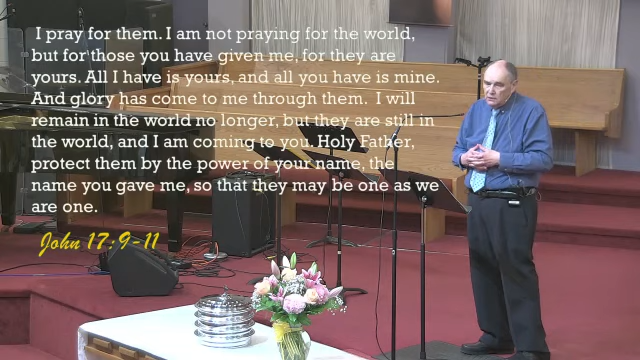 I pray for them. I am not praying for the world,
but for those you have given me, for they are
yours. All I have is yours, and all you have is mine.
And glory has come to me through them. I will
remain in the world no longer, but they are still in
the world, and I am coming to you. Holy Father,
protect them by the power of your name, the
name you gave me, so that they may be one as we
are one.
John 17:9-11